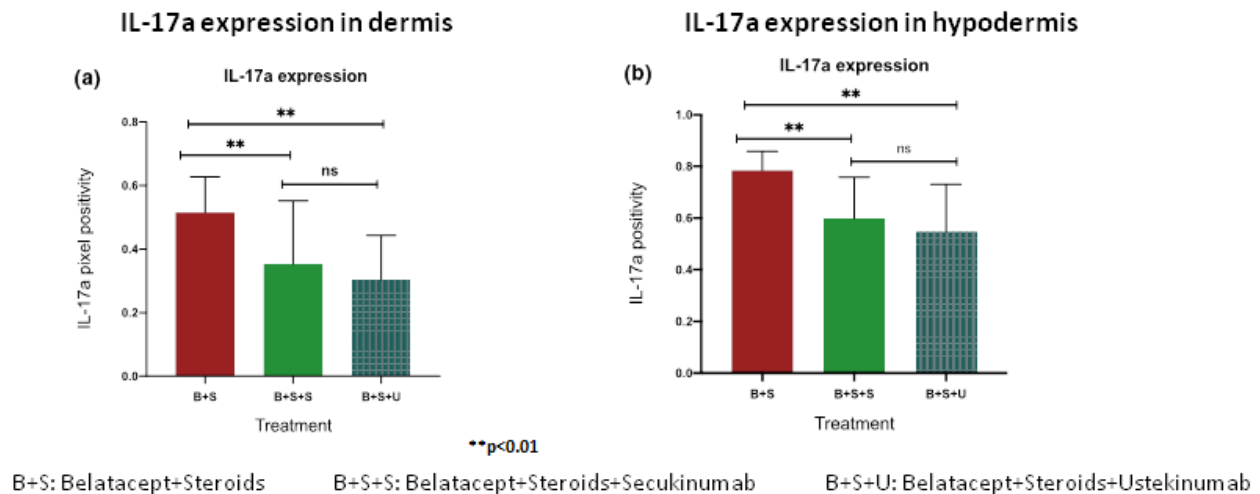 IL-17a expression in dermis
(a)
IL-17a expression
IL-17a pixel positivity
0.8
0.6
0.4
0.2
0.0
**
**
ns
B+S B+S+S B+S+U
Treatment
IL-17a expression in hypodermis
(b)
IL-17a expression
IL-17a positivity
1.0
0.8
0.6
0.4
0.2
0.0
**
**
ns
B+S B+S+S B+S+U
Treatment
**p<0.01
B+S: Belatacept+Steroids B+S+S: Belatacept+Steroids+Secukinumab B+S+U: Belatacept+Steroids+Ustekinumab